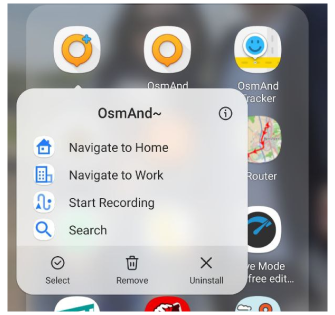 OsmAnd
OsmAnd
Tracker
OsmAnd~
Navigate to Home
Navigate to Work
Router
Start Recording
Search
ve Mode
free edit...
Select
Remove
Uninstall